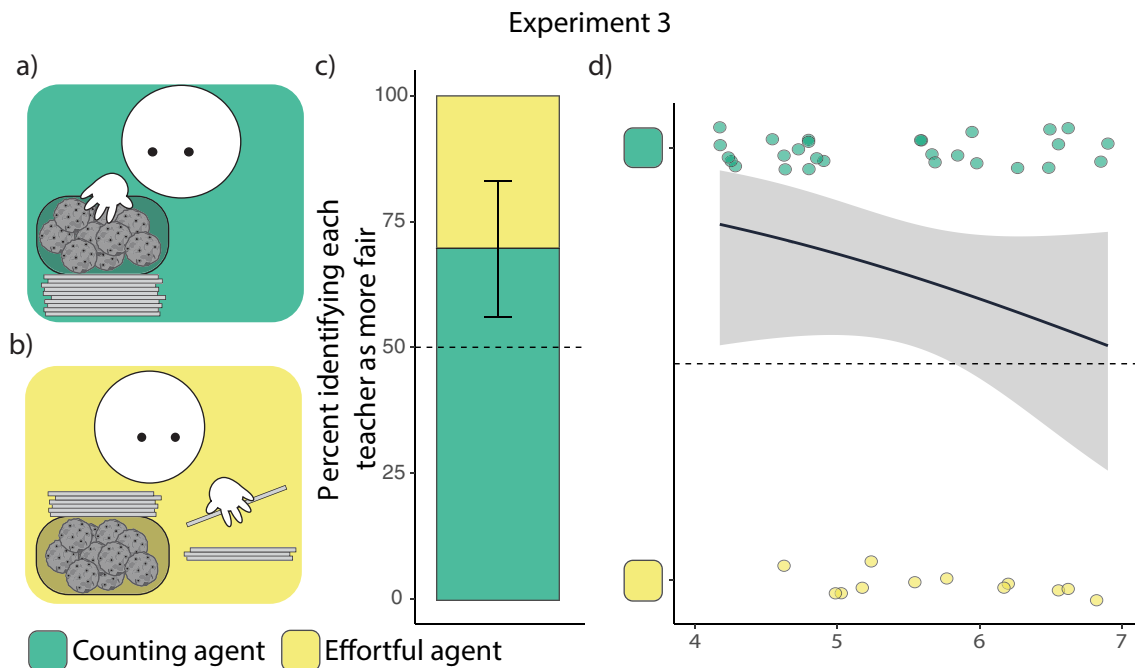 Experiment 3
a)
b)
c)
Percent identifying each
teacher as more fair
100
75
50
25
0
d)
4
5
6
7
Counting agent
Effortful agent